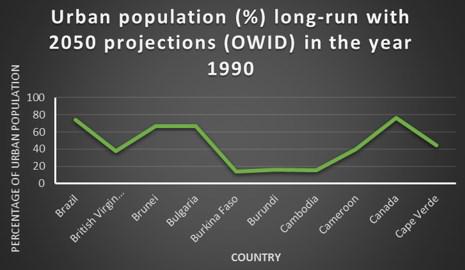 Urban population (%) long-run with
2050 projections (OWID) in the year
1990
PERCENTAGE OF URBAN POPULATION
100
80
60
40
20
0
Brazil
British Virgin...
Brunei
Bulgaria
Burkina Faso
Burundi
Cambodia
Cameroon
Canada
Cape Verde
COUNTRY